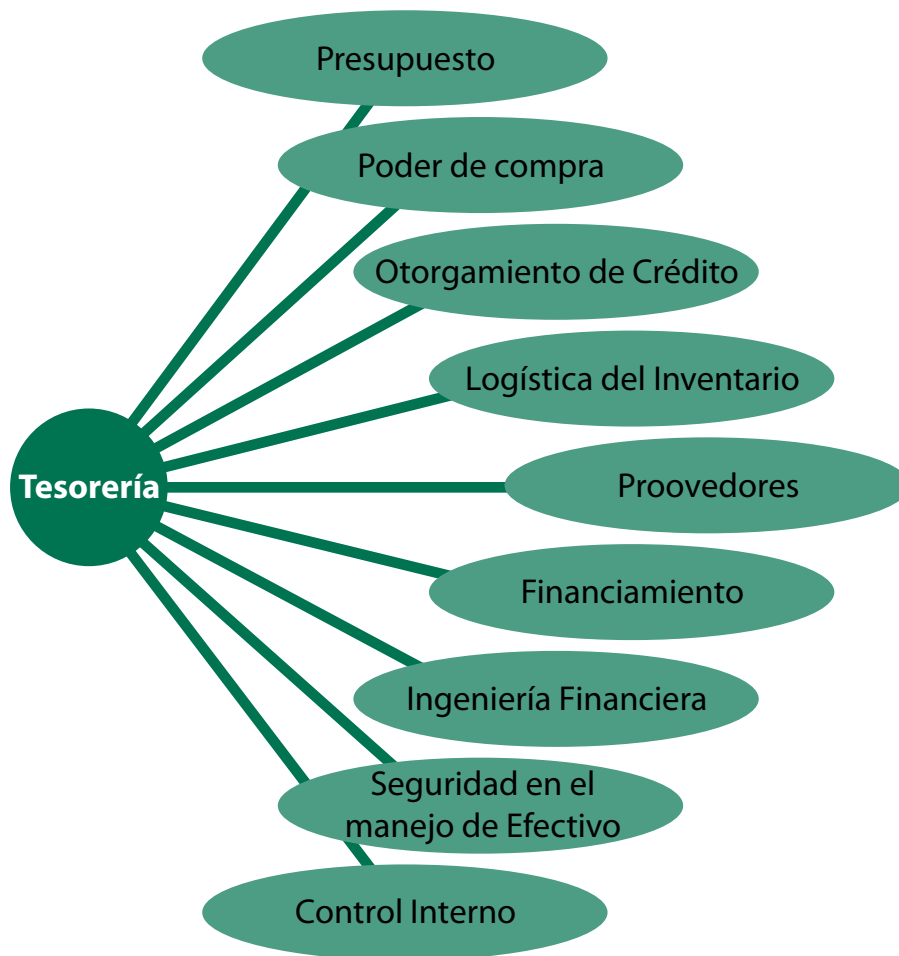 Presupuesto
Poder de compra
Otorgamiento de Crédito
Logística del Inventario
Tesorería
Proovedores
Financiamiento
Ingeniería Financiera
Seguridad en el
manejo de Efectivo
Control Interno